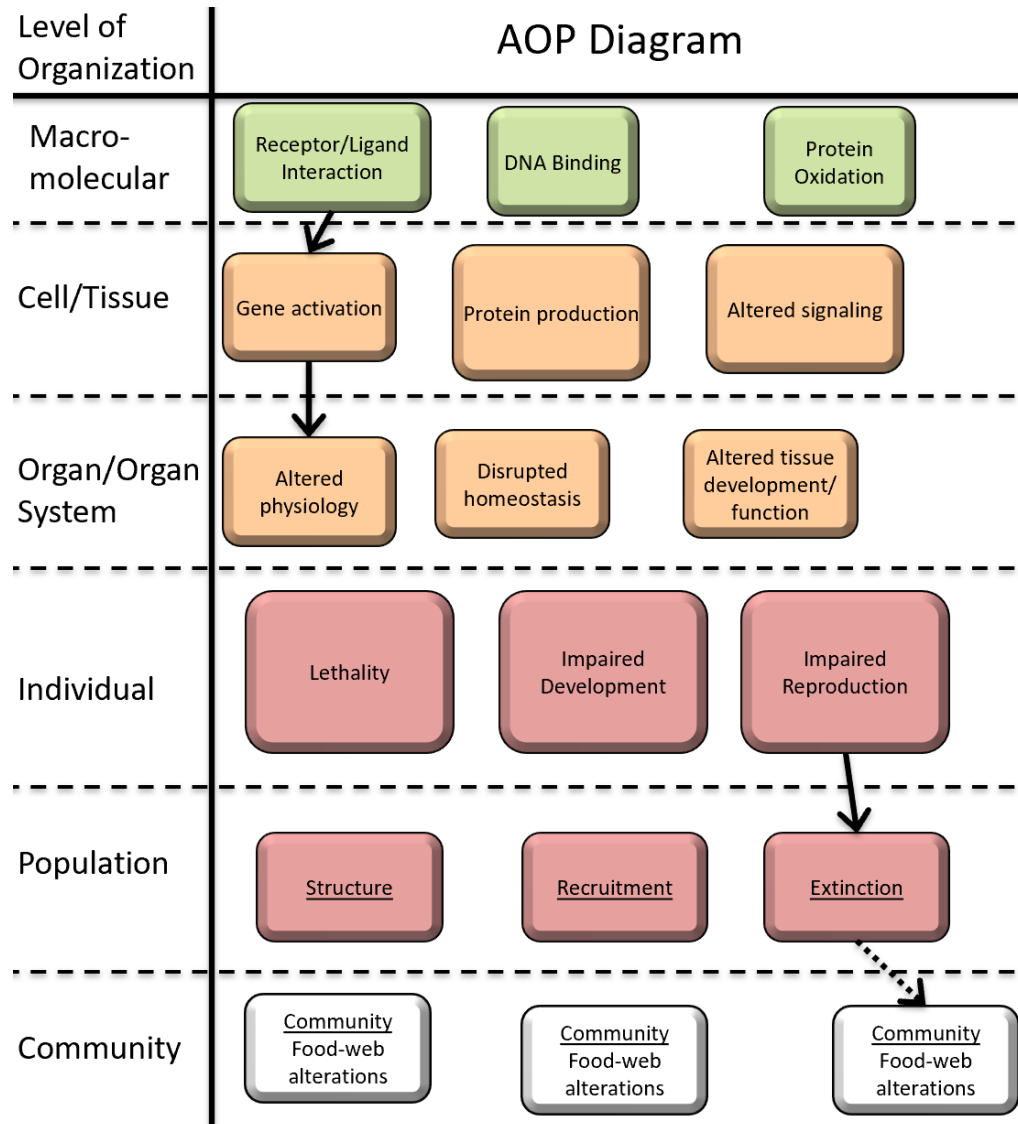 Level of
Organization
AOP Diagram
Macro-
molecular
Receptor/Ligand
Interaction
DNA Binding
Protein
Oxidation
Cell/Tissue
Gene activation
Protein production
Altered signaling
Organ/Organ
System
Altered
physiology
Disrupted
homeostasis
Altered tissue
development/
function
Individual
Lethality
Impaired
Development
Impaired
Reproduction
Population
Structure
Recruitment
Extinction
Community
Community
Food-web
alterations
Community
Food-web
alterations
Community
Food-web
alterations